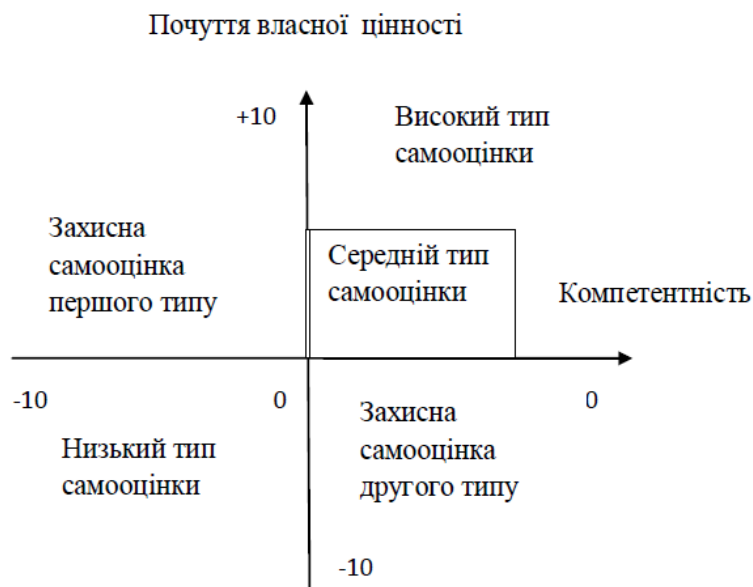 Почуття власної цінності
+10
Високий тип
самооцінки
Захисна
самооцінка
першого типу
Середній тип
самооцінки
Компетентність
-10
0
0
Низький тип
самооцінки
Захисна
самооцінка
другого типу
-10